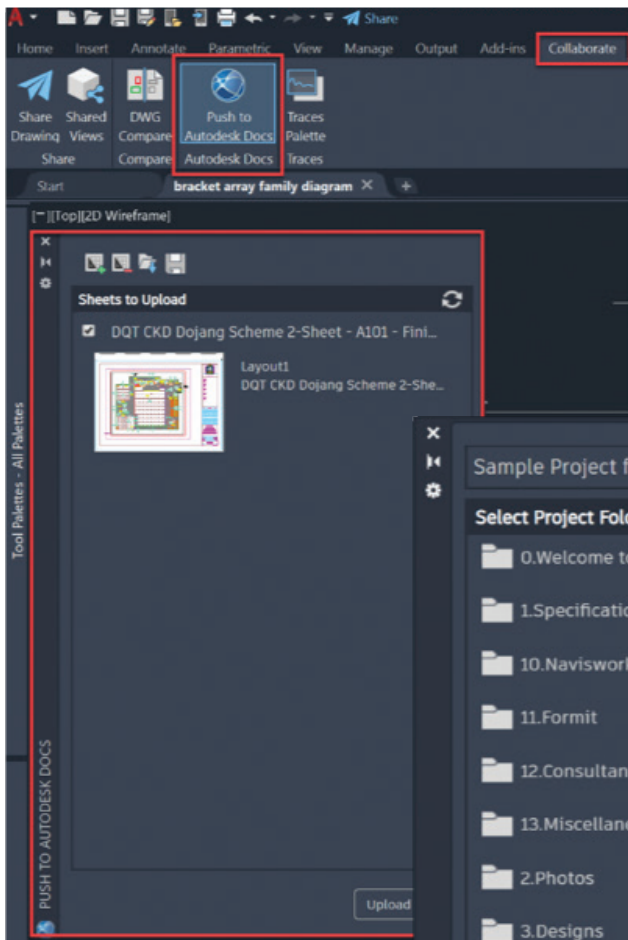 Share
Home Insert Annotate Parametric View Manage Output Add-ins Collaborate
Share Drawing
Shared Views
DWG Compare
Push to Autodesk Docs
Traces Palette
Share Compare Autodesk Docs Traces
Start
bracket array family diagram
[−][Top][2D Wireframe]
Sheets to Upload
DQT CKD Dojang Scheme 2-Sheet - A101 - Fini...
Layout1
DQT CKD Dojang Scheme 2-She...
Tool Palettes - All Palettes
PUSH TO AUTODESK DOCS
Upload
Sample Project f
Select Project Fold
0.Welcome to
1.Specificatio
10.Naviswork
11.Formit
12.Consultan
13.Miscellane
2.Photos
3.Designs